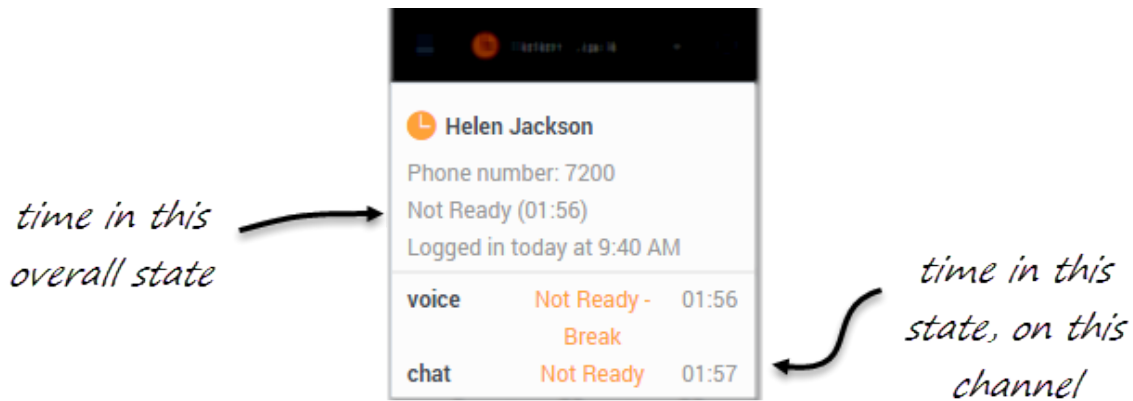 Helen Jackson
Phone number: 7200
Not Ready (01:56)
Logged in today at 9:40 AM
time in this
overall state
voice Not Ready - 01:56
Break
chat Not Ready 01:57
time in this
state, on this
channel